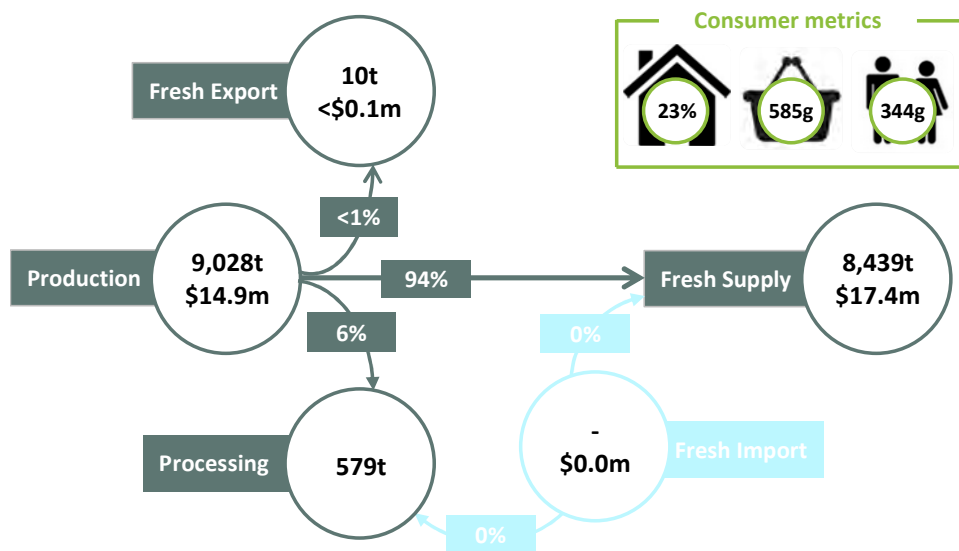 Consumer metrics
23%
585g
344g
Fresh Export
10t
<$0.1m
<1%
Production
9,028t
$14.9m
94%
Fresh Supply
8,439t
$17.4m
6%
0%
Processing
579t
-
$0.0m
Fresh Import
0%